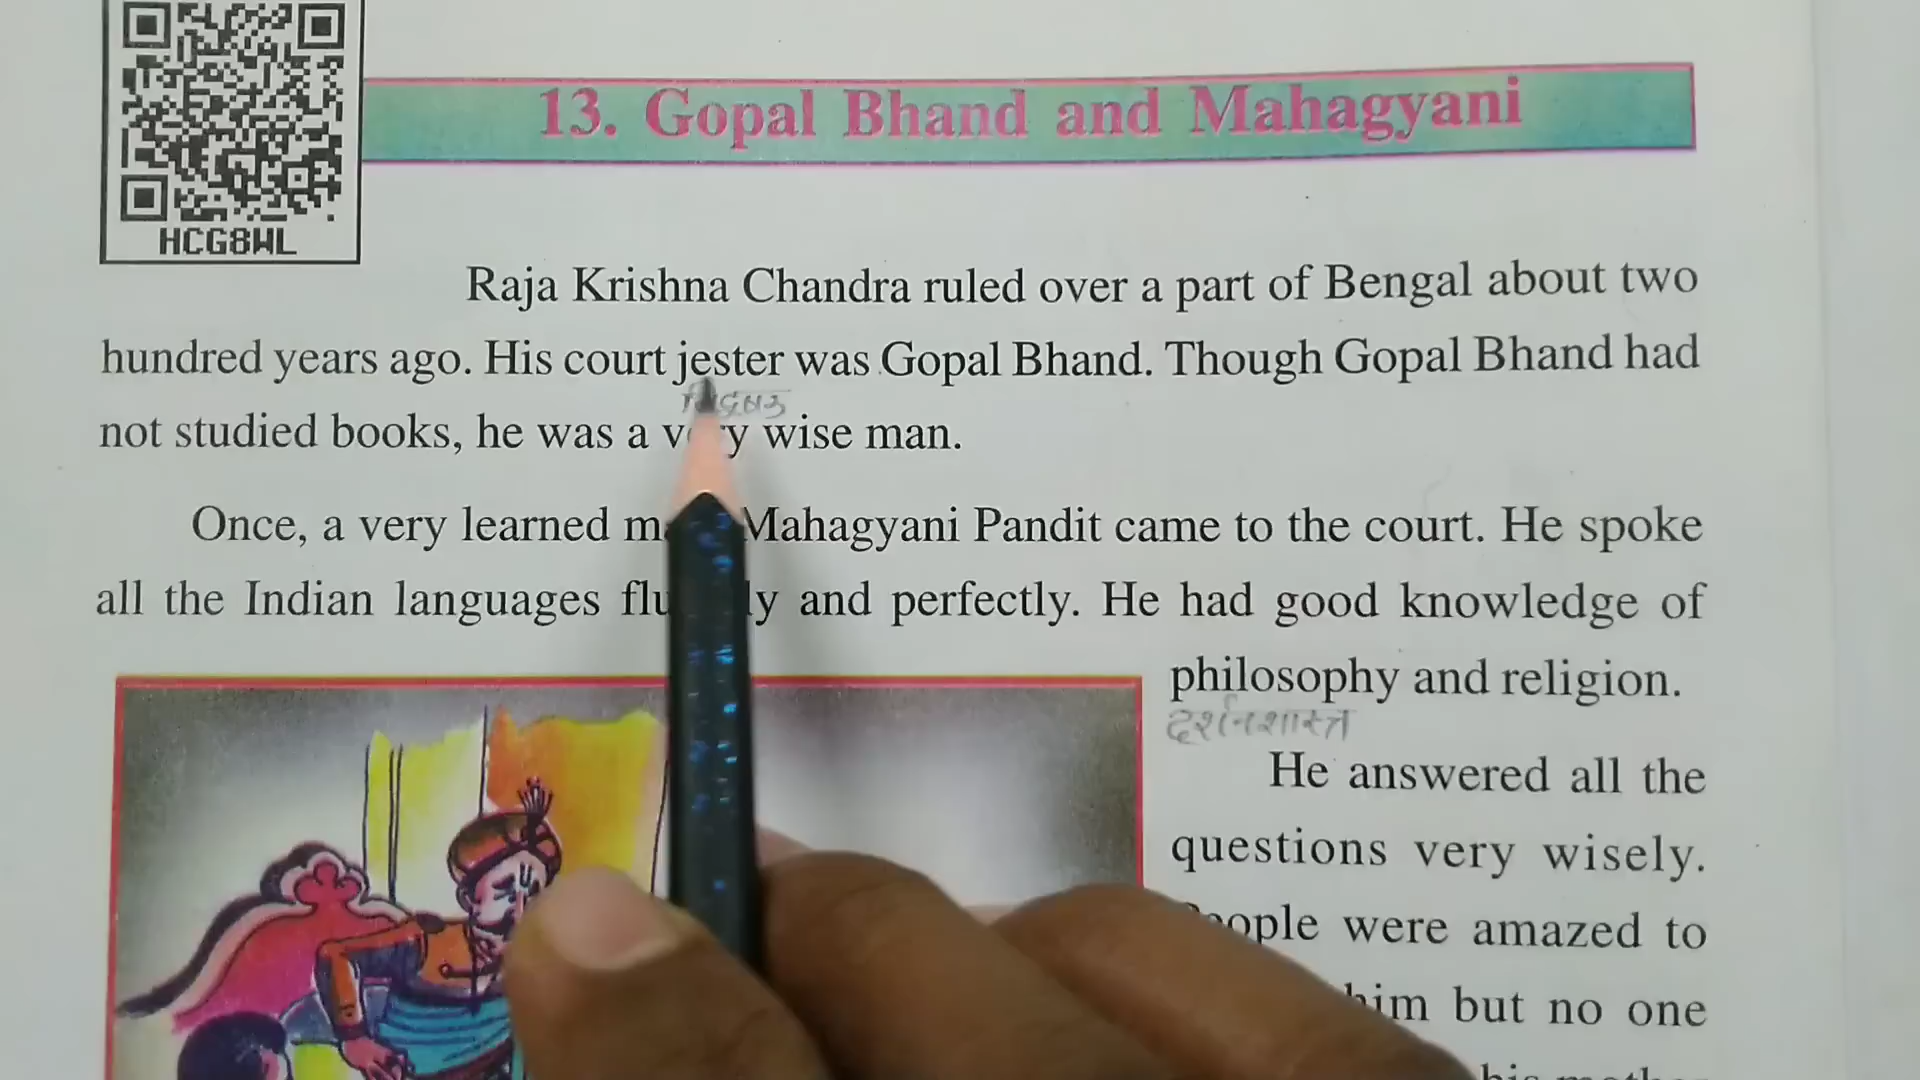 HCG8WL
13. Gopal Bhand and Mahagyani
Raja Krishna Chandra ruled over a part of Bengal about two
hundred years ago. His court jester was Gopal Bhand. Though Gopal Bhand had
not studied books, he was a very wise man.
Once, a very learned Mahagyani Pandit came to the court. He spoke
all the Indian languages and perfectly. He had good knowledge of
philosophy and religion.
दर्शनशास्त्र
He answered all the
questions very wisely.
People were amazed to
him but no one
his